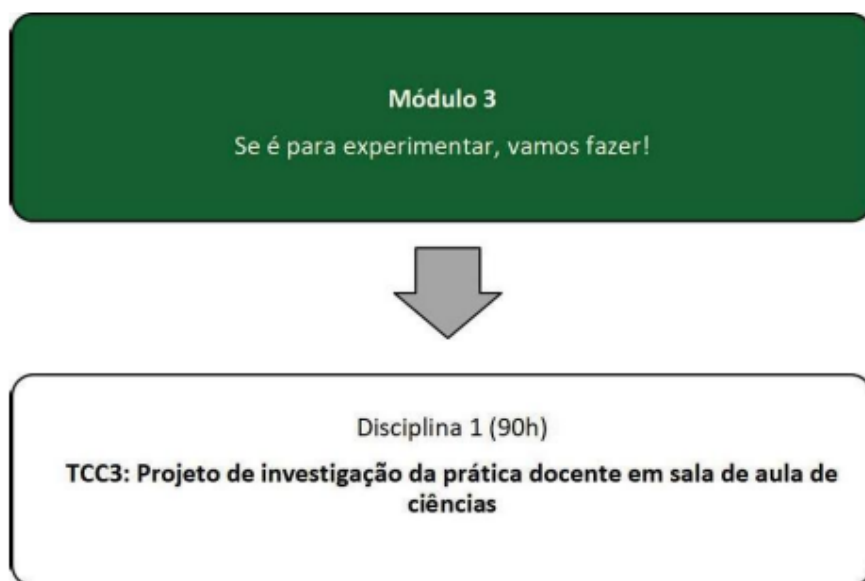 Módulo 3
Se é para experimentar, vamos fazer!
Disciplina 1 (90h)
TCC3: Projeto de investigação da prática docente em sala de aula de
ciências